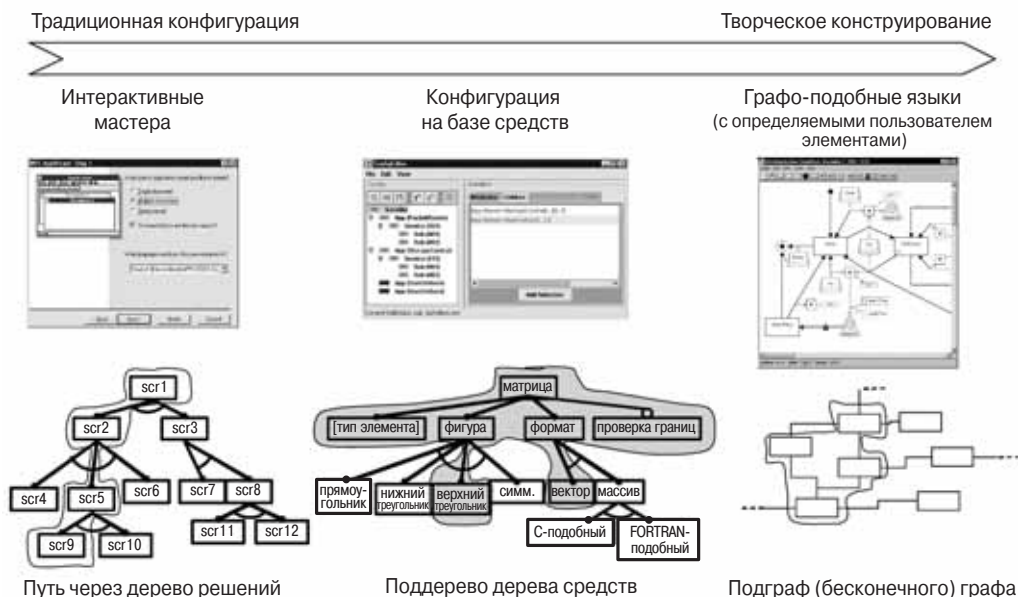 Традиционная конфигурация
Творческое конструирование
Интерактивные
мастера
Конфигурация
на базе средств
Графо-подобные языки
(с определяемыми пользователем
элементами)
File Edit View
scr1
scr2
scr3
scr4
scr5
scr6
scr7
scr8
scr9
scr10
scr11
scr12
матрица
[тип элемента]
фигура
формат
проверка границ
прямоу-
гольник
нижний
треугольник
верхний
треугольник
симм.
вектор
массив
С-подобный
FORTRAN-
подобный
Путь через дерево решений
Поддерево дерева средств
Подграф (бесконечного) графа